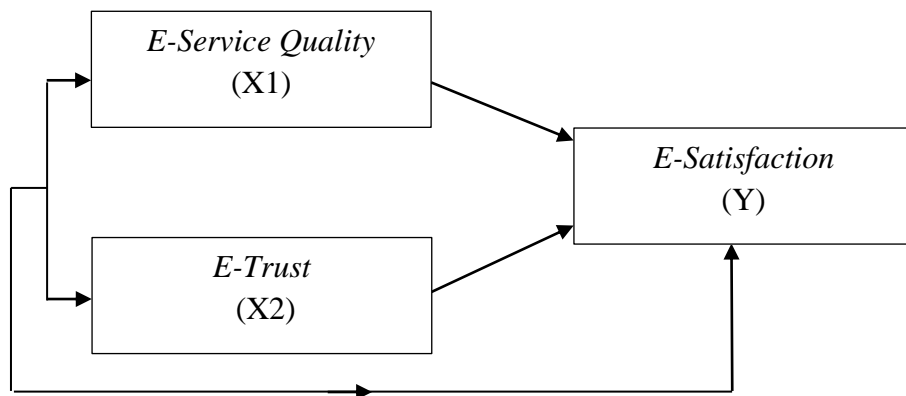 E-Service Quality
(X1)
E-Satisfaction
(Y)
E-Trust
(X2)